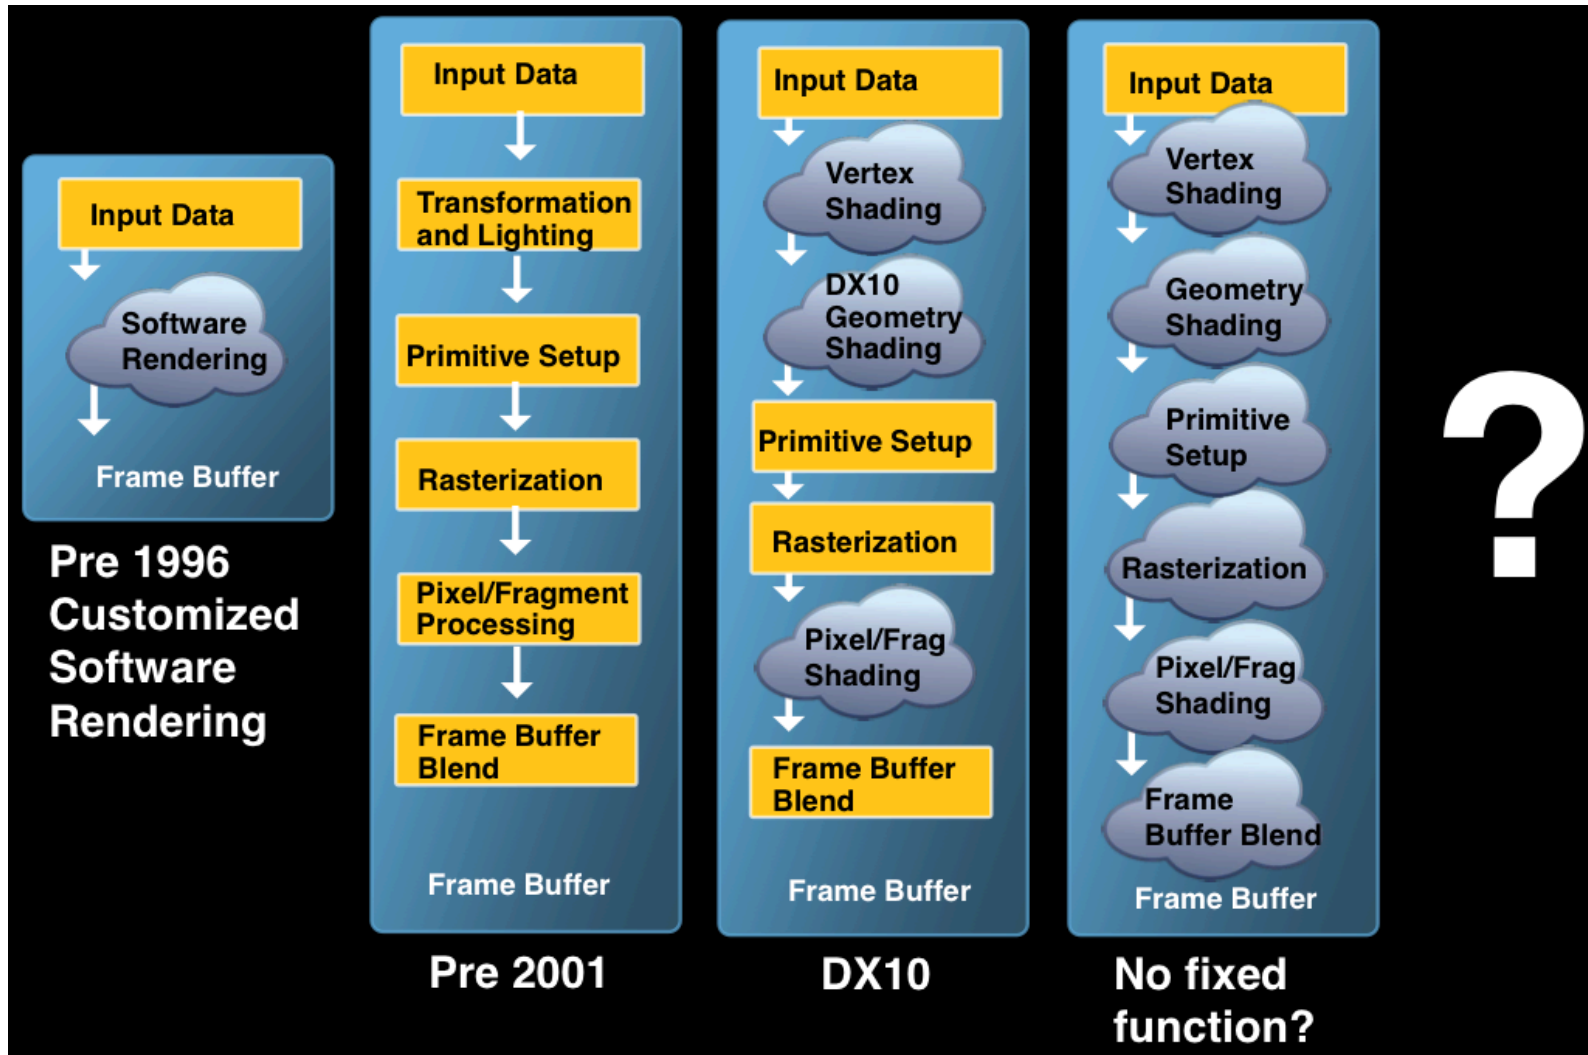 Input Data
Software
Rendering
Frame Buffer
Pre 1996
Customized
Software
Rendering
Input Data
Transformation
and Lighting
Primitive Setup
Rasterization
Pixel/Fragment
Processing
Frame Buffer
Blend
Frame Buffer
Pre 2001
Input Data
Vertex
Shading
DX10
Geometry
Shading
Primitive Setup
Rasterization
Pixel/Frag
Shading
Frame Buffer
Blend
Frame Buffer
DX10
Input Data
Vertex
Shading
Geometry
Shading
Primitive
Setup
Rasterization
Pixel/Frag
Shading
Frame
Buffer Blend
Frame Buffer
No fixed
function?
?